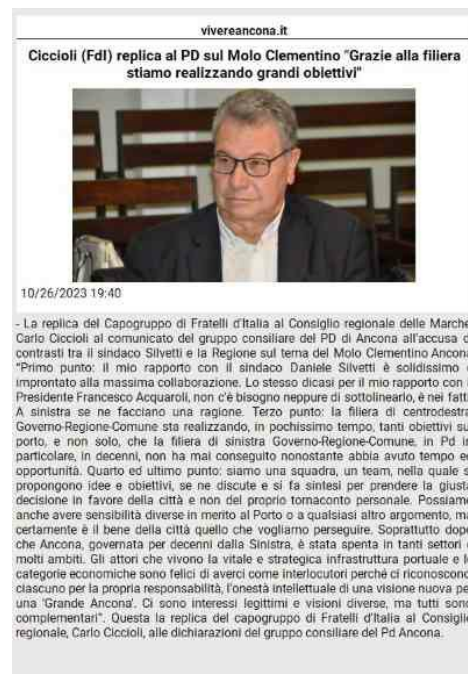 vivereancona.it
Ciccioli (FdI) replica al PD sul Molo Clementino "Grazie alla filiera
stiamo realizzando grandi obiettivi"
10/26/2023 19:40
- La replica del Capogruppo di Fratelli d'Italia al Consiglio regionale delle Marche
Carlo Ciccioli al comunicato del gruppo consiliare del PD di Ancona all'accusa d
contrasti tra il sindaco Silvetti e la Regione sul tema del Molo Clementino Ancona
"Primo punto: il mio rapporto con il sindaco Daniele Silvetti è solidissimo
improntato alla massima collaborazione. Lo stesso dicasi per il mio rapporto con
Presidente Francesco Acquaroli, non c'è bisogno neppure di sottolinearlo, è nei fatti
A sinistra se ne facciano una ragione. Terzo punto: la filiera di centrodestra
Governo-Regione-Comune sta realizzando, in pochissimo tempo, tanti obiettivi sul
porto, e non solo, che la filiera di sinistra Governo-Regione-Comune, in Pd in
particolare, in decenni, non ha mai conseguito nonostante abbia avuto tempo ed
opportunità. Quarto ed ultimo punto: siamo una squadra, un team, nella quale s
propongono idee e obiettivi, se ne discute e si fa sintesi per prendere la giusta
decisione in favore della città e non del proprio tornaconto personale. Possiamo
anche avere sensibilità diverse in merito al Porto o a qualsiasi altro argomento, ma
certamente è il bene della città quello che vogliamo perseguire. Soprattutto dopo
che Ancona, governata per decenni dalla Sinistra, è stata spenta in tanti settori
molti ambiti. Gli attori che vivono la vitale e strategica infrastruttura portuale e le
categorie economiche sono felici di averci come interlocutori perché ci riconoscono
ciascuno per la propria responsabilità, l'onestà intellettuale di una visione nuova pe
una 'Grande Ancona'. Ci sono interessi legittimi e visioni diverse, ma tutti sono
complementari". Questa la replica del capogruppo di Fratelli d'Italia al Consiglio
regionale, Carlo Ciccioli, alle dichiarazioni del gruppo consiliare del Pd Ancona.